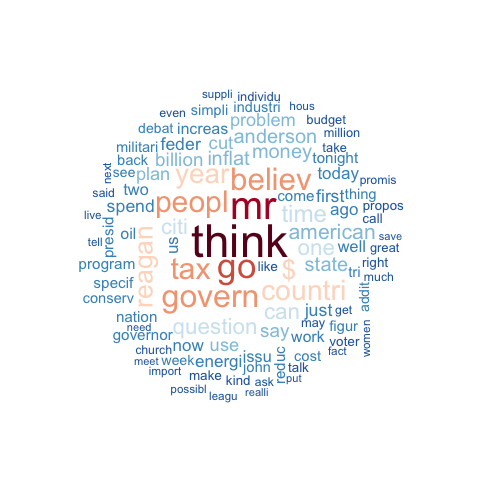 suppli individu
even simpli industri hous
debat increas problem budget
militari feder cut anderson million
back billion inflat money take
next see plan year tonight
said two peopl believ today promis
live spend mr come first thing propos
tell presid oil citi time ago call
us think american save
reagan one well great
program tax go like $ state tri right
specif govern countri much
conserv can just get addit
nation question say may figur
governor need work voter women
church now use issu cost fact
meet week energi john reduc talk
import make kind ask put
possibl leagu realli